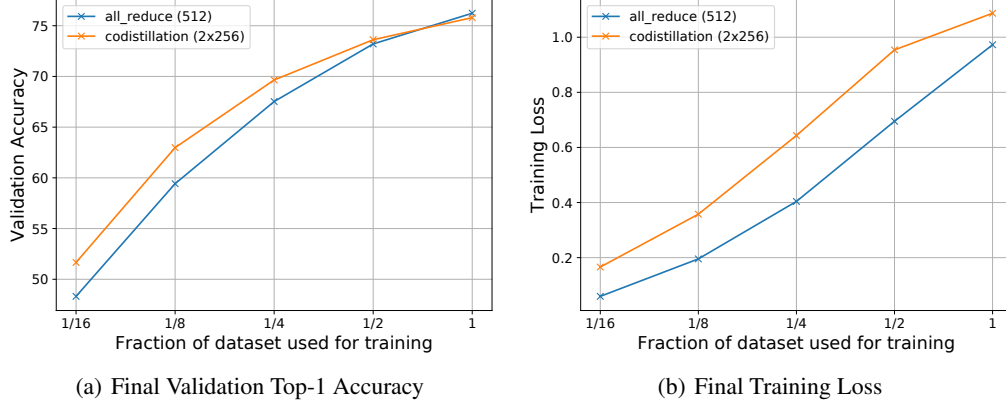 all_reduce (512)
codistillation (2x256)
Validation Accuracy
75
70
65
60
55
50
1/16
1/8
1/4
1/2
1
Fraction of dataset used for training
(a) Final Validation Top-1 Accuracy
all_reduce (512)
codistillation (2x256)
Training Loss
1.0
0.8
0.6
0.4
0.2
1/16
1/8
1/4
1/2
1
Fraction of dataset used for training
(b) Final Training Loss